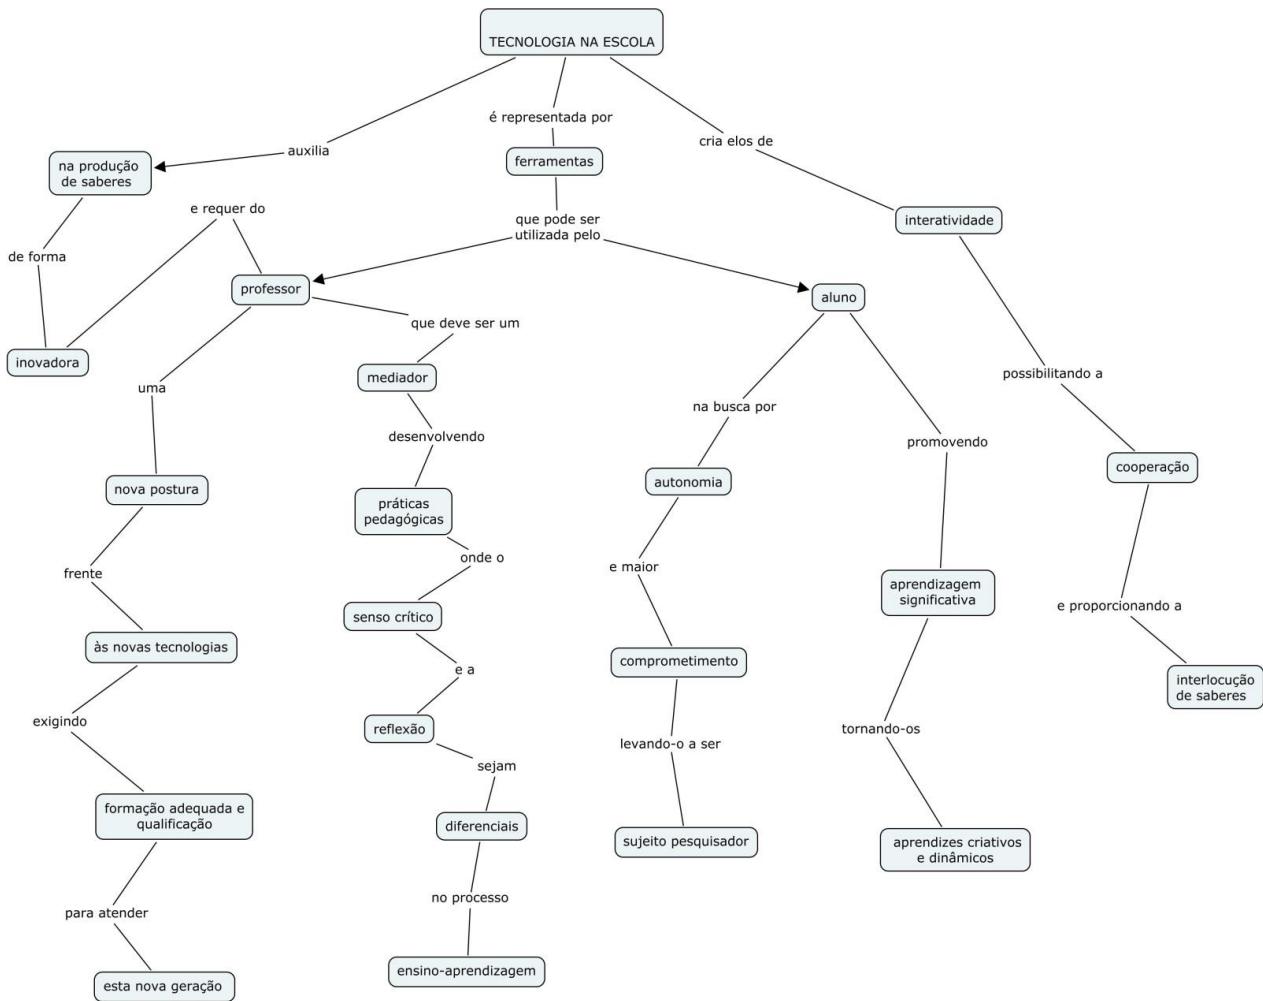 TECNOLOGIA NA ESCOLA
auxilia
na produção
de saberes
de forma
inovadora
e requer do
é representada por
ferramentas
que pode ser
utilizada pelo
professor
uma
nova postura
frente
às novas tecnologias
exigindo
formação adequada e
qualificação
para atender
esta nova geração
que deve ser um
mediador
desenvolvendo
práticas
pedagógicas
onde o
senso crítico
e a
reflexão
sejam
diferenciais
no processo
ensino-aprendizagem
aluno
na busca por
autonomia
e maior
comprometimento
levando-o a ser
sujeito pesquisador
promovendo
aprendizagem
significativa
tornando-os
aprendizes criativos
e dinâmicos
cria elos de
interatividade
possibilitando a
cooperação
e proporcionando a
interlocução
de saberes